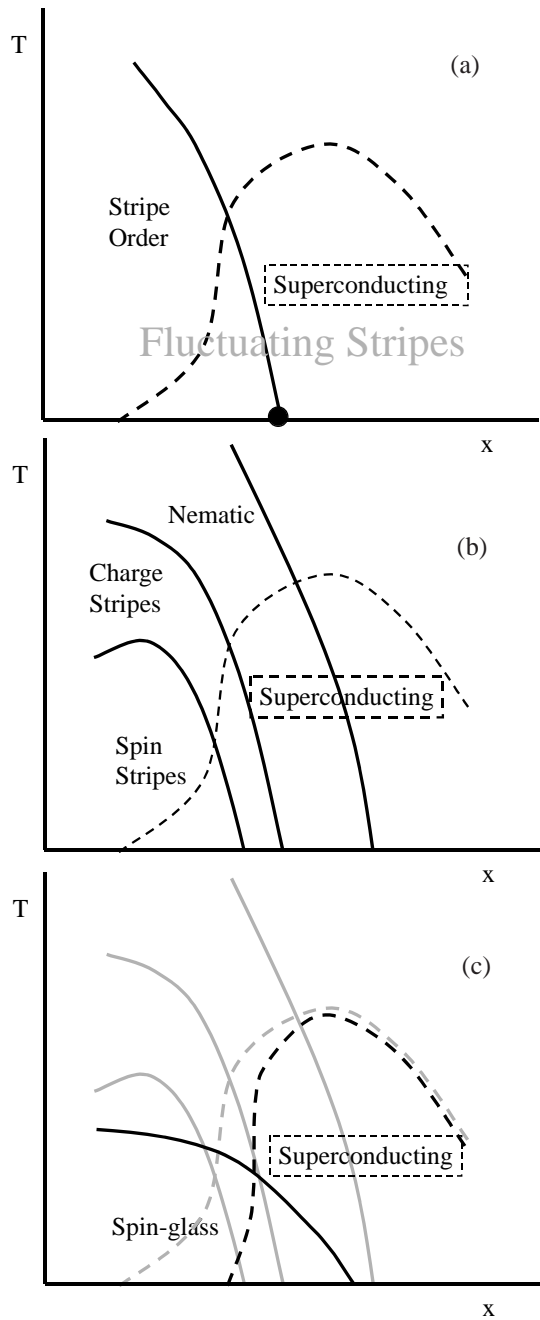 T
(a)
Stripe
Order
Superconducting
Fluctuating Stripes
x
T
Nematic
(b)
Charge
Stripes
Superconducting
Spin
Stripes
x
T
(c)
Superconducting
Spin-glass
x